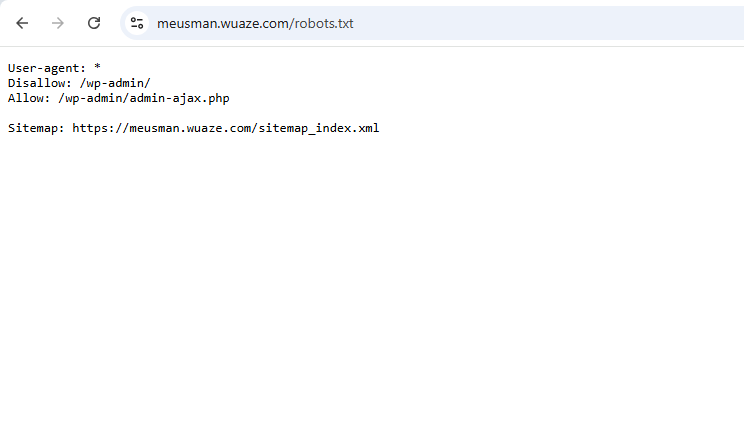 meusman.wuaze.com/robots.txt
User-agent: *
Disallow: /wp-admin/
Allow: /wp-admin/admin-ajax.php
Sitemap: https://meusman.wuaze.com/sitemap_index.xml